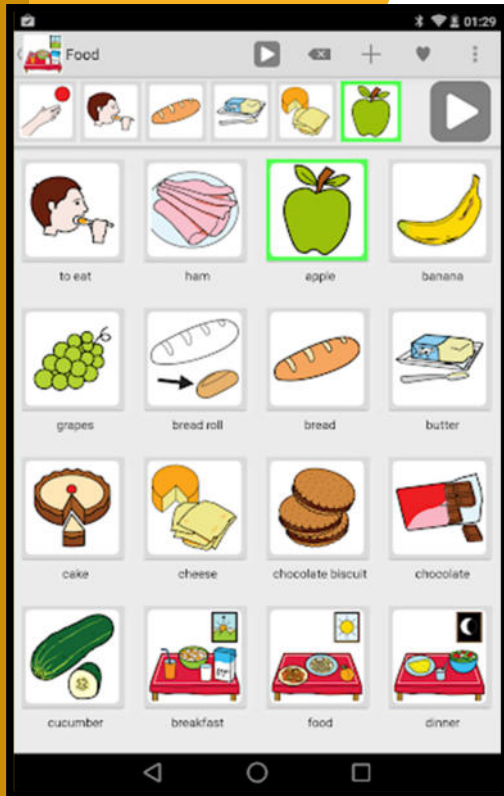 01:29
Food
to eat ham apple banana
grapes bread roll bread butter
cake cheese chocolate biscuit chocolate
cucumber breakfast food dinner